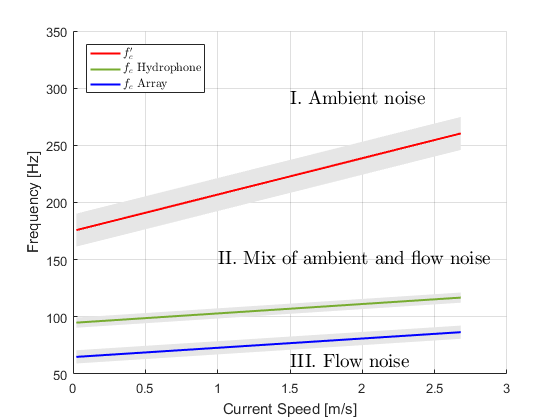 350
300
250
200
150
100
50
0
0.5
1
1.5
2
2.5
3
Frequency [Hz]
Current Speed [m/s]
f′c
fc Hydrophone
fc Array
I. Ambient noise
II. Mix of ambient and flow noise
III. Flow noise